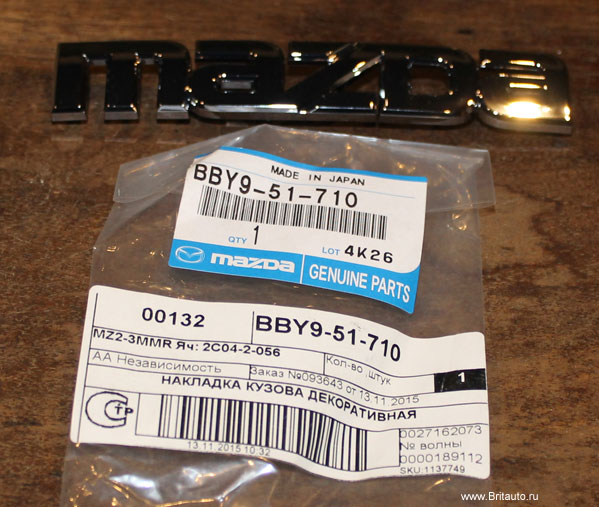 mazda
MADE IN JAPAN
BBY9-51-710
QTY 1 LOT 4K26
mazda GENUINE PARTS
00132 BBY9-51-710
MZ2-3MMR Яч: 2C04-2-056 Кол-во штук 1
АА Независимость Заказ №093643 от 13.11.2015
НАКЛАДКА КУЗОВА ДЕКОРАТИВНАЯ
СТР
0027162073
№ волны
0000189112
13.11.2015 10:32
SKU:1137749
www.Britauto.ru